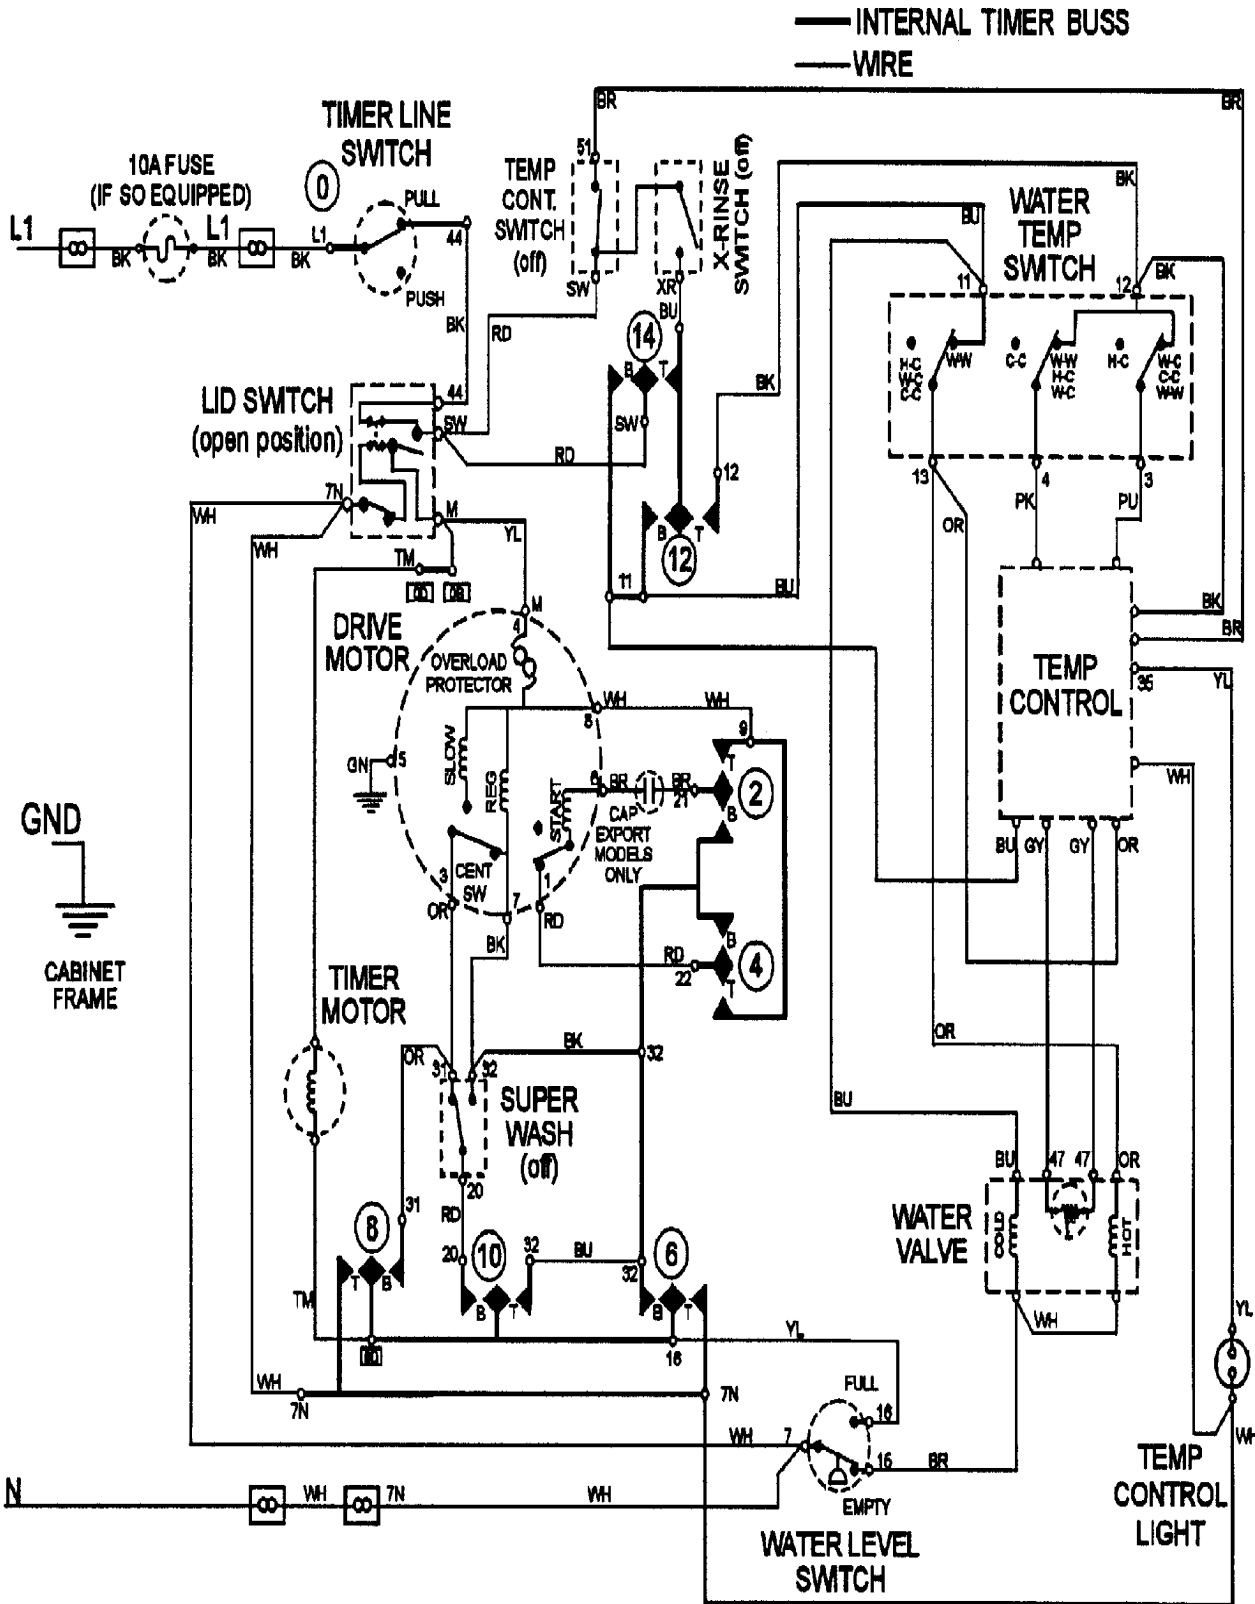 INTERNAL TIMER BUSS
WIRE
BR
BR
TIMER LINE
SWITCH
0
10A FUSE
(IF SO EQUIPPED)
L1
BK
L1
BK
BK
L1
PULL
PUSH
44
BK
51
TEMP
CONT.
SWITCH
(off)
SW
RD
X-RINSE
SWITCH (off)
XR
BU
BK
BU
WATER
TEMP
SWITCH
11
12
BK
H-C
W-C
C-C
W-W
C-C
W-W
H-C
W-C
H-C
W-C
C-C
W-W
13
4
3
OR
PK
PU
14
B
T
SW
BK
12
LID SWITCH
(open position)
44
SW
RD
7N
WH
WH
M
YL
TM
B
T
12
11
BU
BK
BR
35
YL
WH
TEMP
CONTROL
BU
GY
GY
OR
DRIVE
MOTOR
M
4
OVERLOAD
PROTECTOR
8
WH
WH
9
GN
5
SLOW
REG
START
6
BR
BR
21
CAP
EXPORT
MODELS
ONLY
T
B
2
3
CENT
SW
7
1
OR
BK
RD
RD
22
B
T
4
GND
CABINET
FRAME
TIMER
MOTOR
OR
31
32
BK
32
SUPER
WASH
(off)
20
RD
31
8
T
B
20
10
32
BU
32
6
B
T
B
T
TM
16
YL
WH
7N
7N
OR
BU
BU
47
47
OR
WATER
VALVE
COLD
HOT
WH
YL
WH
FULL
16
WH
7
16
BR
EMPTY
WATER LEVEL
SWITCH
TEMP
CONTROL
LIGHT
N
WH
7N
WH